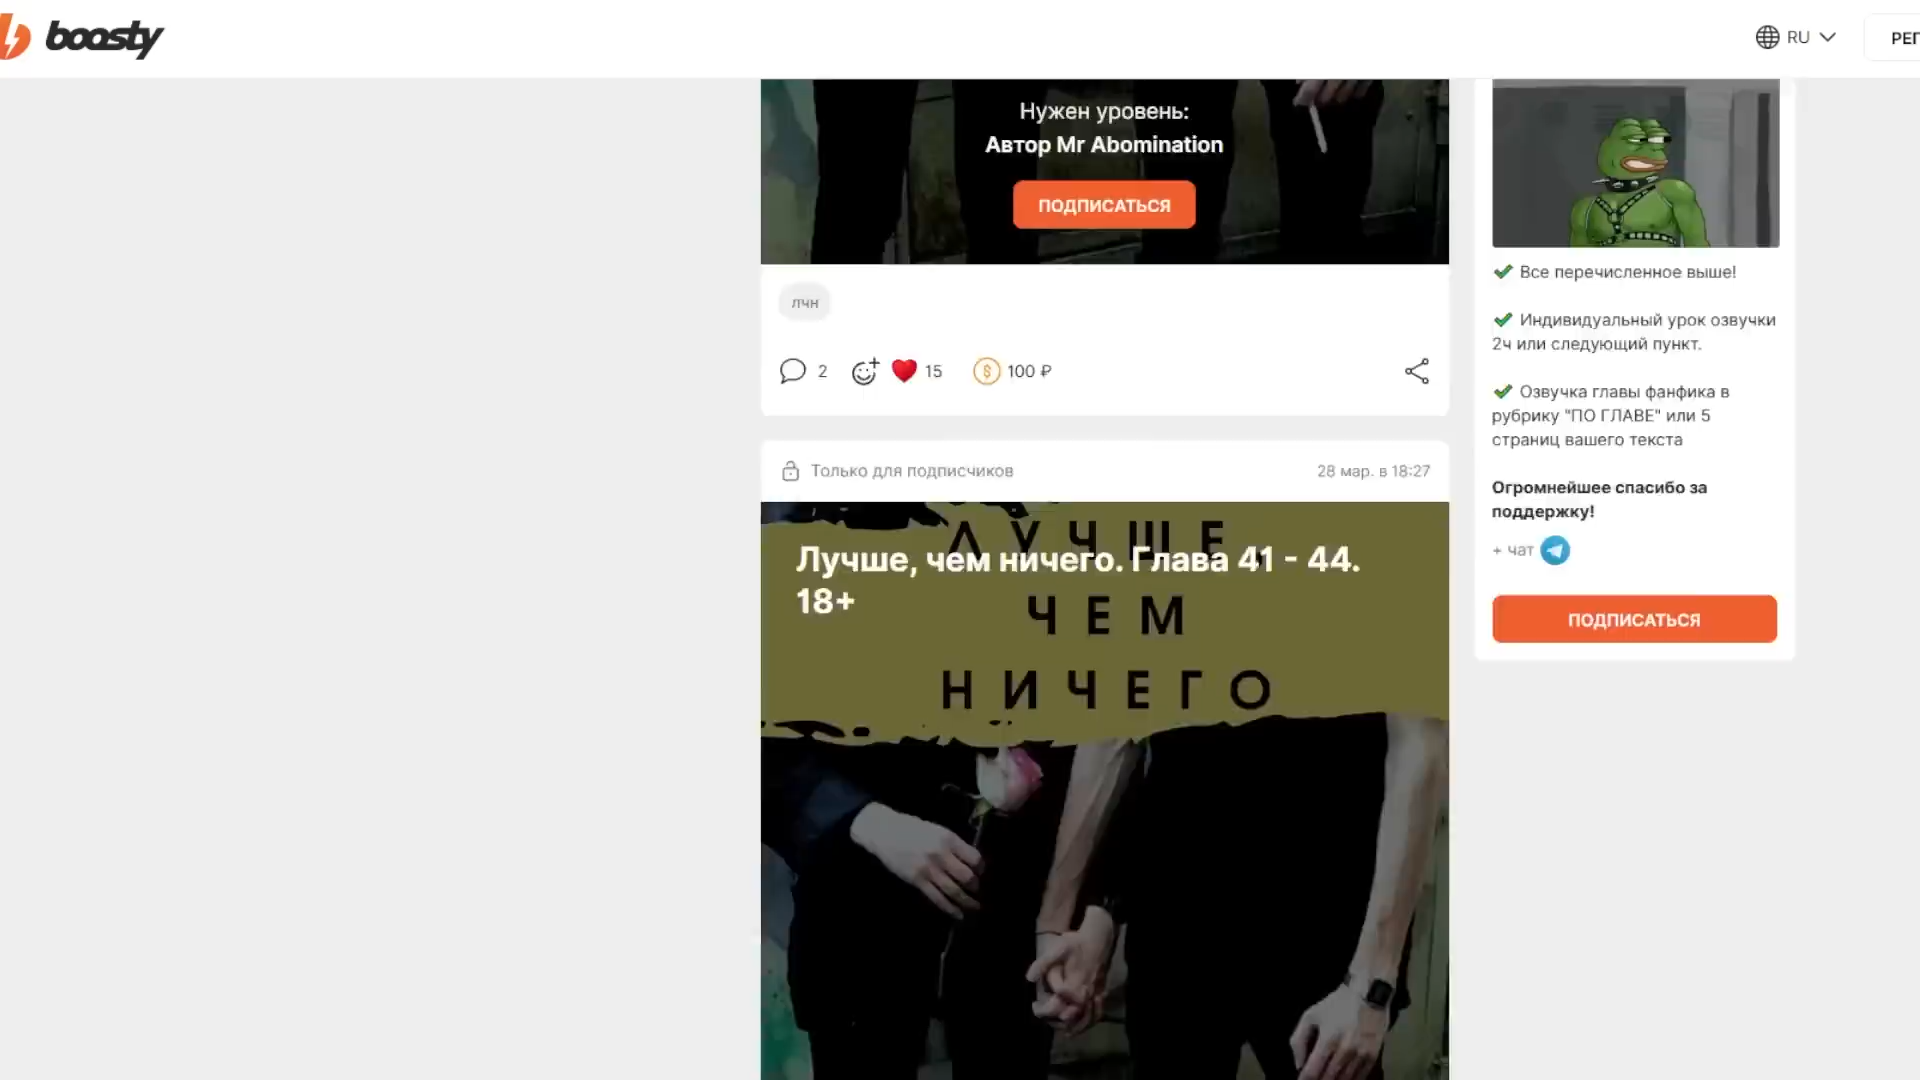 boosty
RU
РЕГ
Нужен уровень:
Автор Mr Abomination
ПОДПИСАТЬСЯ
лчн
2
15
100 ₽
Только для подписчиков
28 мар. в 18:27
ЛУЧШЕ,
ЧЕМ
НИЧЕГО
Лучше, чем ничего. Глава 41 - 44.
18+
Все перечисленное выше!
Индивидуальный урок озвучки
2ч или следующий пункт.
Озвучка главы фанфика в
рубрику "ПО ГЛАВЕ" или 5
страниц вашего текста
Огромнейшее спасибо за
поддержку!
+ чат
ПОДПИСАТЬСЯ